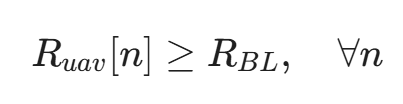 R_{uav}[n] ≥ R_{BL}, ∀n